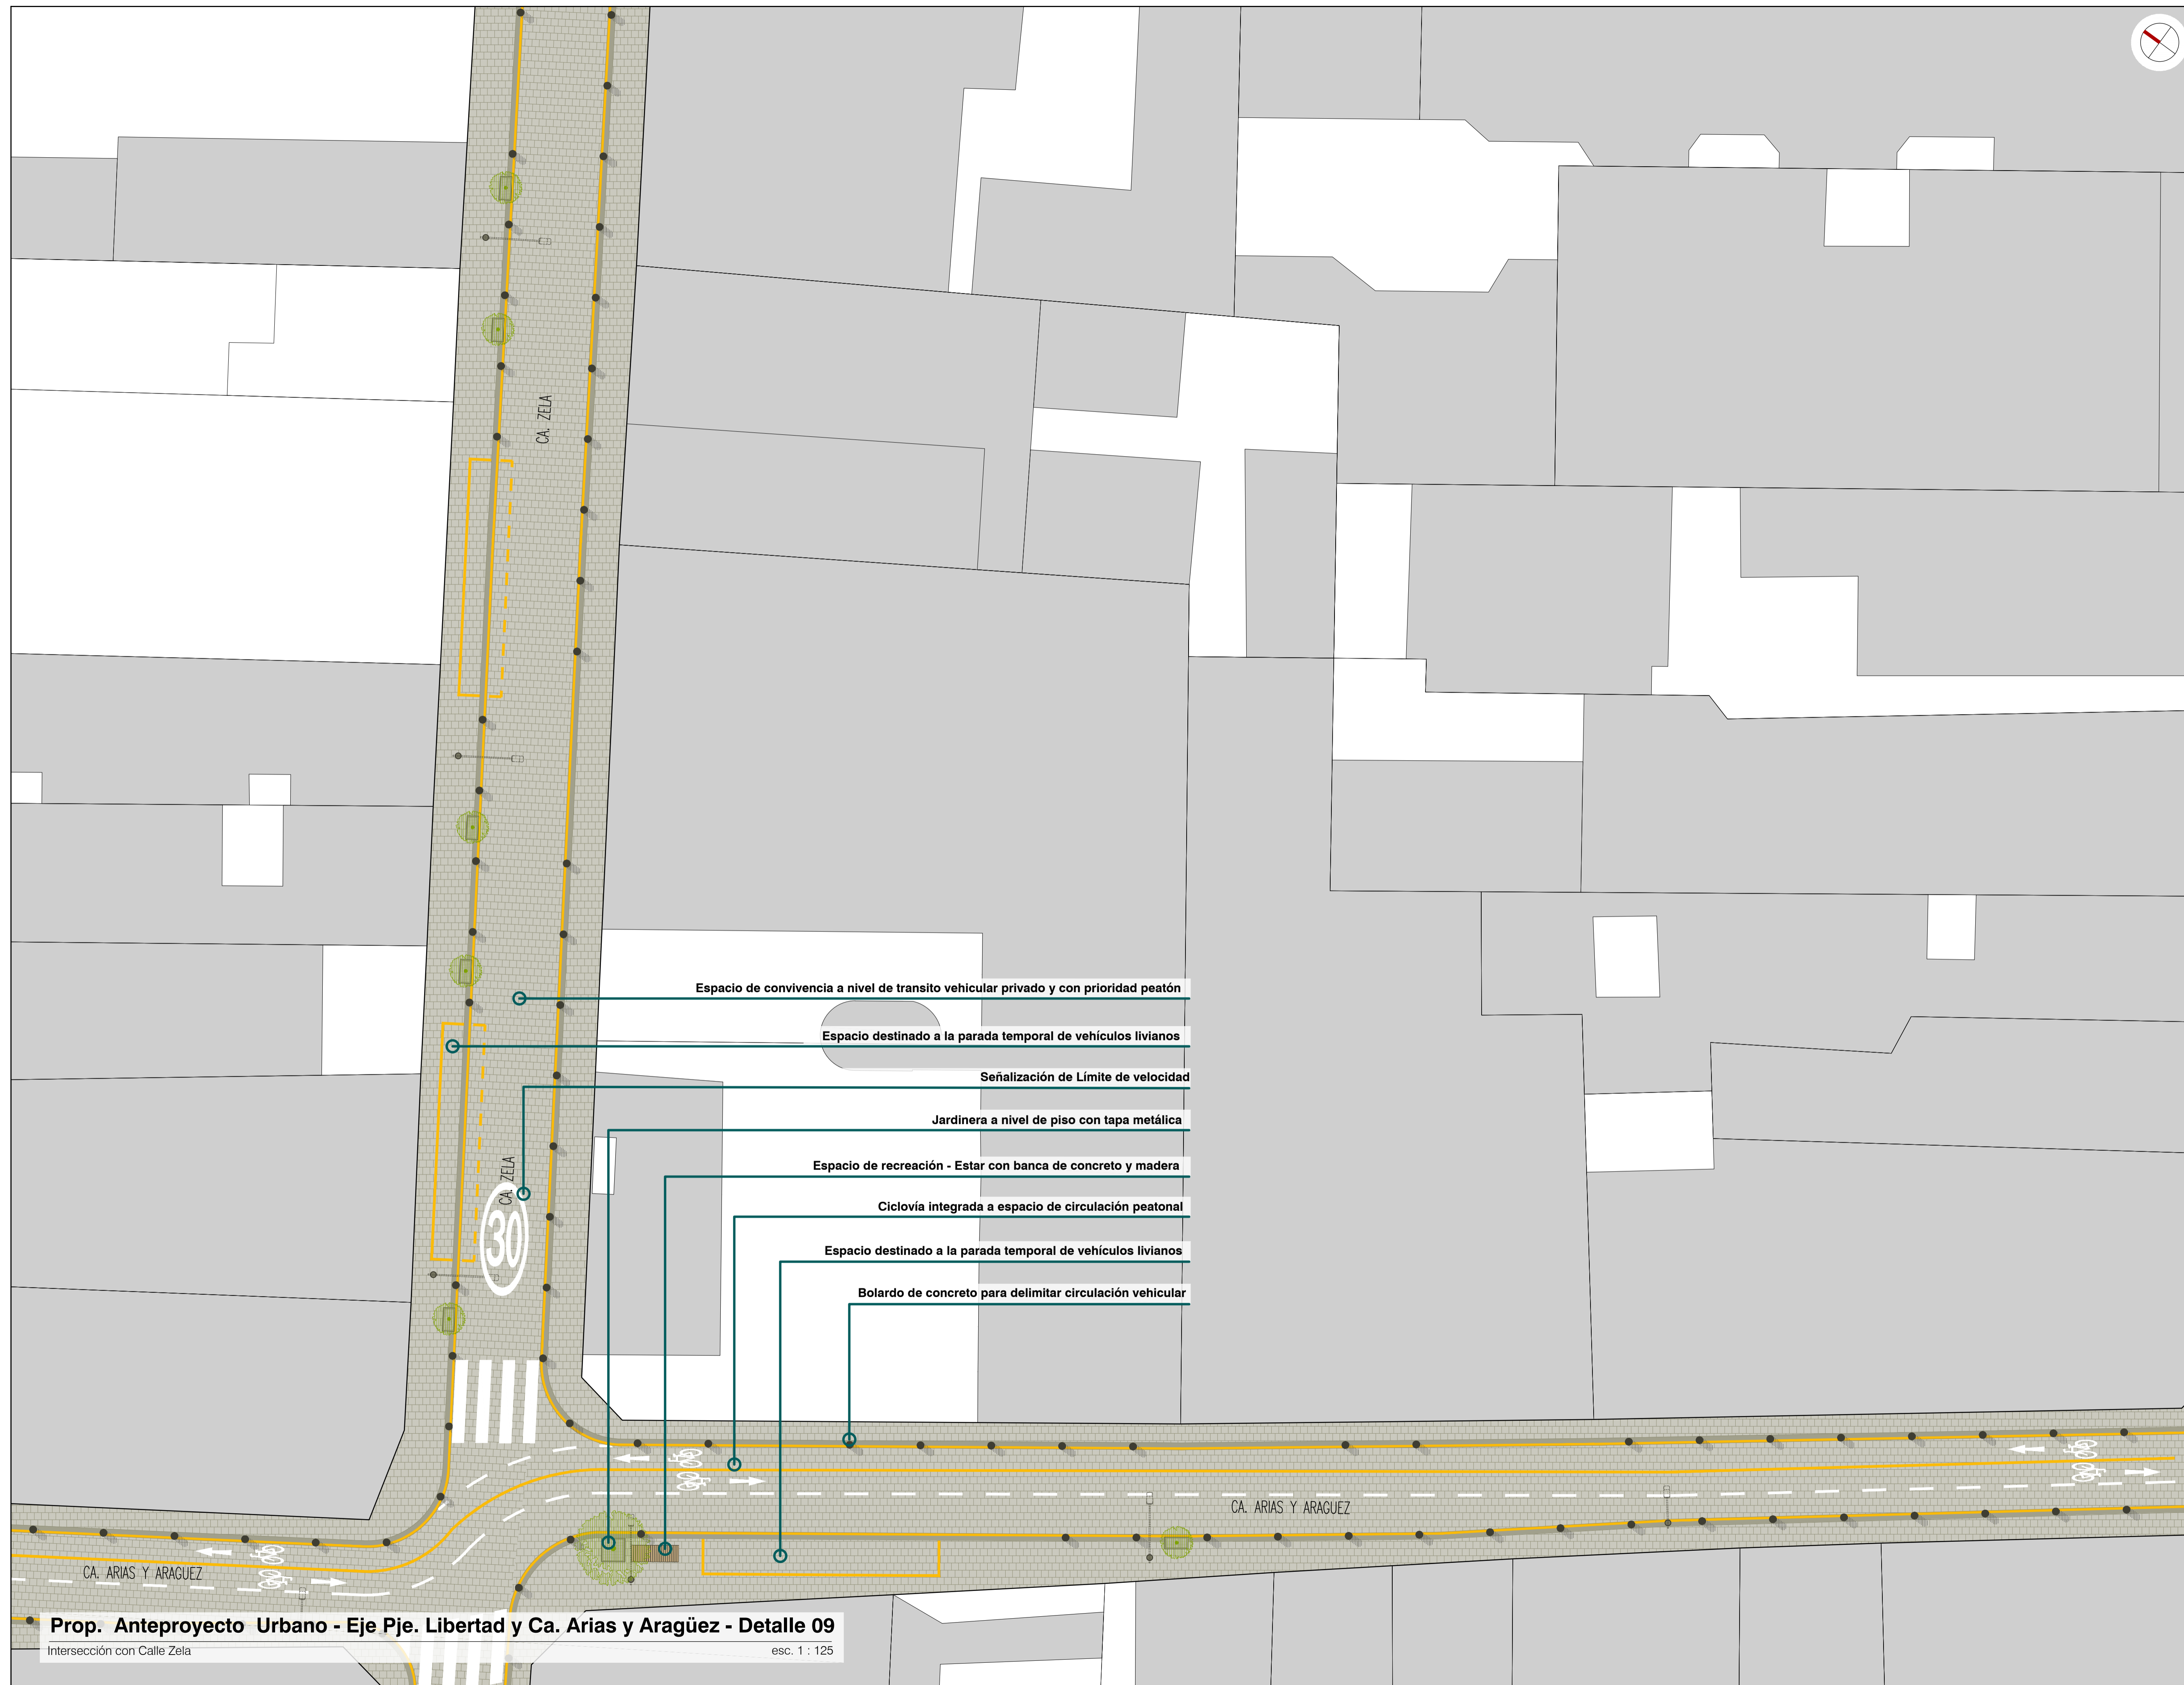 CA. ZELA
Espacio de convivencia a nivel de transito vehicular privado y con prioridad peatón
Espacio destinado a la parada temporal de vehículos livianos
Señalización de Límite de velocidad
Jardinera a nivel de piso con tapa metálica
Espacio de recreación - Estar con banca de concreto y madera
CA. ZELA
Ciclovía integrada a espacio de circulación peatonal
30
Espacio destinado a la parada temporal de vehículos livianos
Bolardo de concreto para delimitar circulación vehicular
CA. ARIAS Y ARAGUEZ
CA. ARIAS Y ARAGUEZ
Prop. Anteproyecto Urbano - Eje Pje. Libertad y Ca. Arias y Aragüez - Detalle 09
Intersección con Calle Zela
esc. 1 : 125